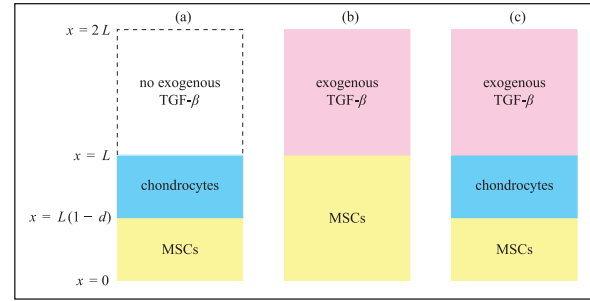 (a) (b) (c)
x = 2 L
no exogenous
TGF-β
exogenous
TGF-β
exogenous
TGF-β
x = L
chondrocytes
chondrocytes
x = L (1 − d)
MSCs
MSCs
MSCs
x = 0